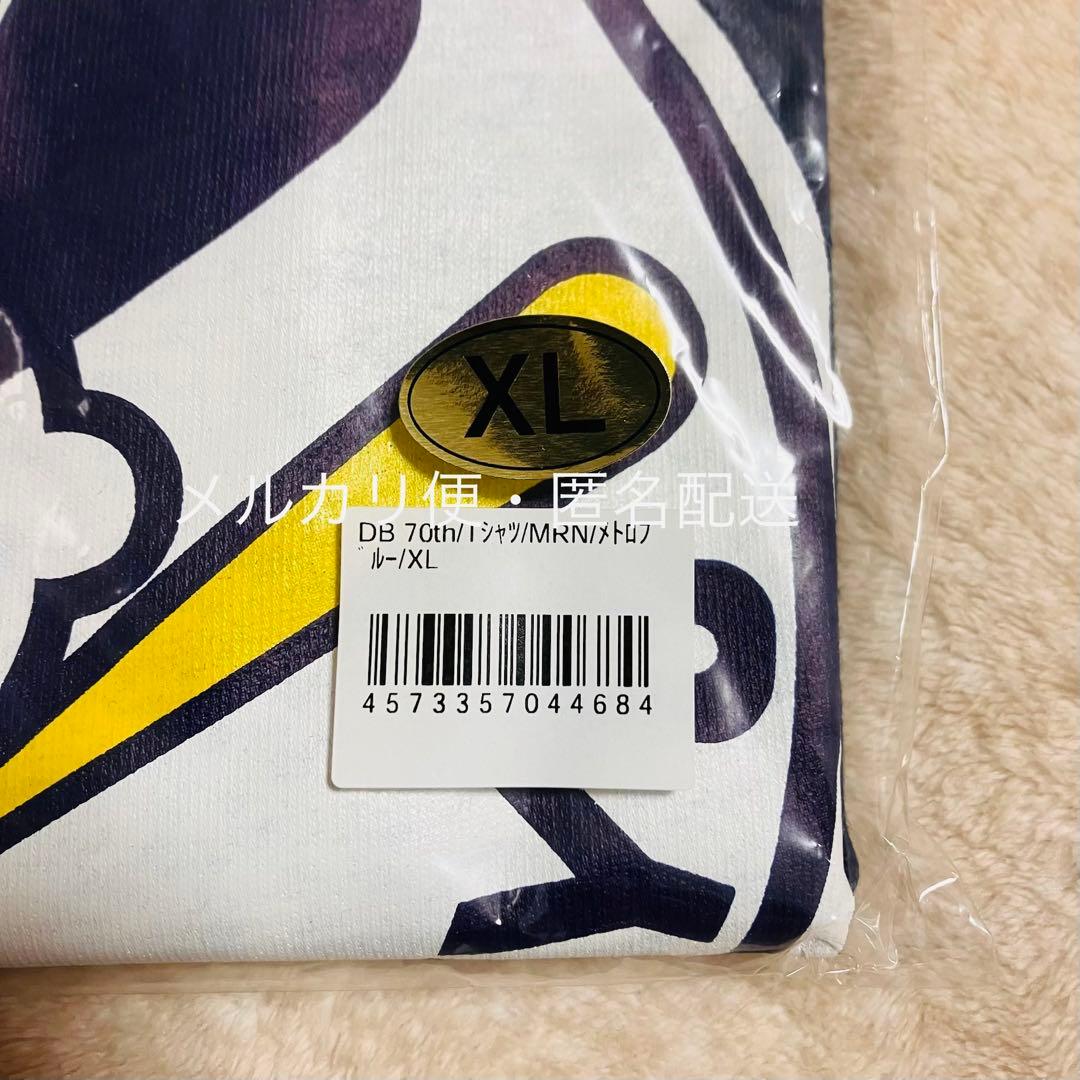 XL
メルカリ便・匿名配送
DB 70th/Tｼｬﾂ/MRN/ﾒﾄﾛﾌ
ﾞﾙｰ/XL
4573357044684